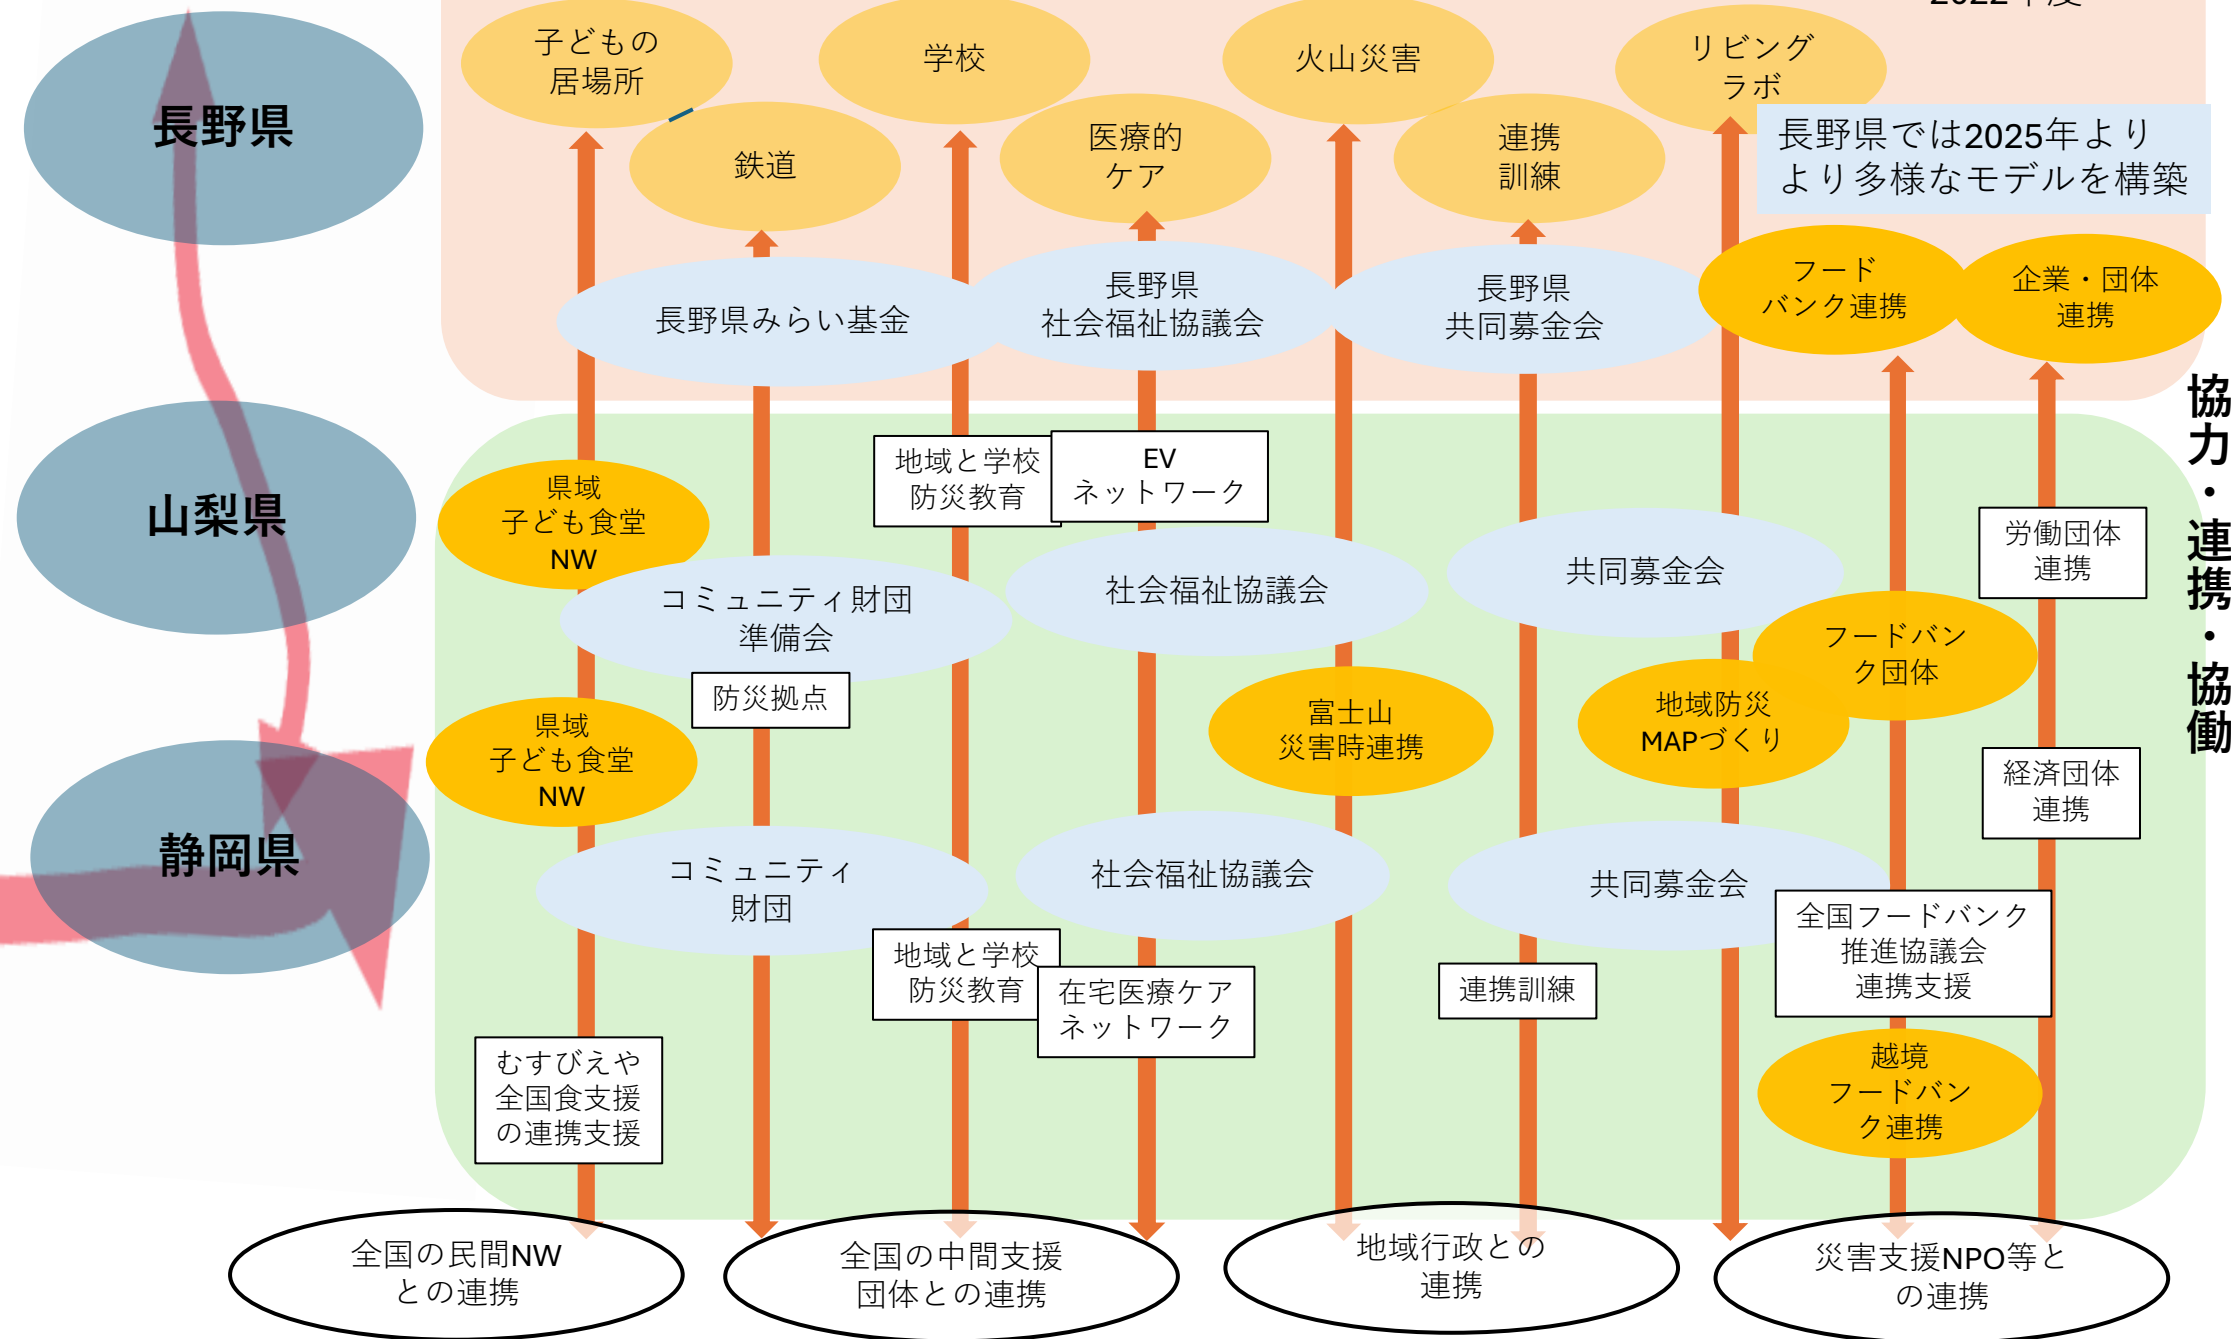 2022年度
子どもの
居場所
学校
火山災害
リビング
ラボ
長野県
鉄道
医療的
ケア
連携
訓練
長野県では2025年より
より多様なモデルを構築
長野県みらい基金
長野県
社会福祉協議会
長野県
共同募金会
フード
バンク連携
企業・団体
連携
協力・連携・協働
山梨県
県域
子ども食堂
NW
地域と学校
防災教育
EV
ネットワーク
労働団体
連携
コミュニティ財団
準備会
社会福祉協議会
共同募金会
フードバン
ク団体
防災拠点
県域
子ども食堂
NW
富士山
災害時連携
地域防災
MAPづくり
経済団体
連携
静岡県
コミュニティ
財団
社会福祉協議会
共同募金会
地域と学校
防災教育
在宅医療ケア
ネットワーク
連携訓練
全国フードバンク
推進協議会
連携支援
むすびえや
全国食支援
の連携支援
越境
フードバン
ク連携
全国の民間NW
との連携
全国の中間支援
団体との連携
地域行政との
連携
災害支援NPO等と
の連携